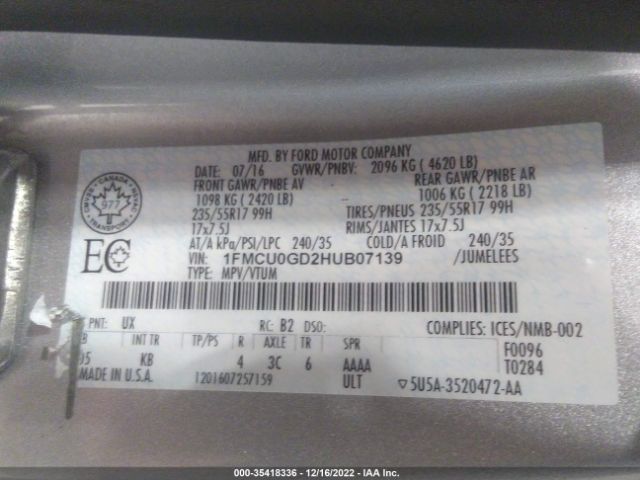 MFD. BY FORD MOTOR COMPANY
DATE: 07/16 GVWR/PNBV: 2096 KG ( 4620 LB)
FRONT GAWR/PNBE AV REAR GAWR/PNBE AR
1098 KG ( 2420 LB) 1006 KG ( 2218 LB)
235/55R17 99H TIRES/PNEUS 235/55R17 99H
17x7.5J RIMS/JANTES 17x7.5J
AT/A kPa/PSI/LPC 240/35 COLD/A FROID 240/35
VIN: 1FMCU0GD2HUB07139 /JUMELEES
TYPE: MPV/VTUM
CANADA
977
TRANSPORT
EC
PNT: UX RC: B2 DSO: COMPLIES: ICES/NMB-002
B INT TR TP/PS R AXLE TR SPR F0096
05 KB 4 3C 6 AAAA T0284
MADE IN U.S.A. 1201607257159 ULT 5U5A-3520472-AA
000-35418336 - 12/16/2022 - IAA Inc.